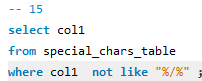 -- 15
select col1
from special_chars_table
where col1  not like "%/%" ;